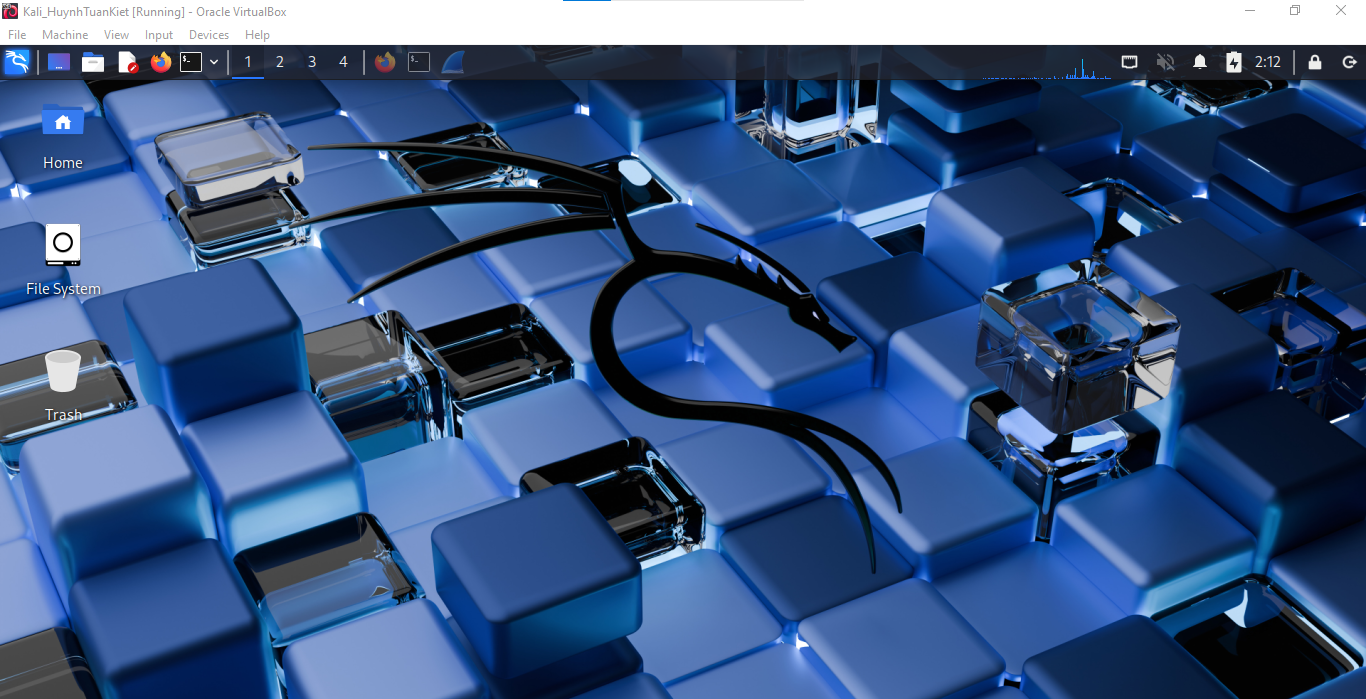 Kali_HuynhTuanKiet [Running] - Oracle VirtualBox
File Machine View Input Devices Help
1 2 3 4 2:12
Home
File System
Trash